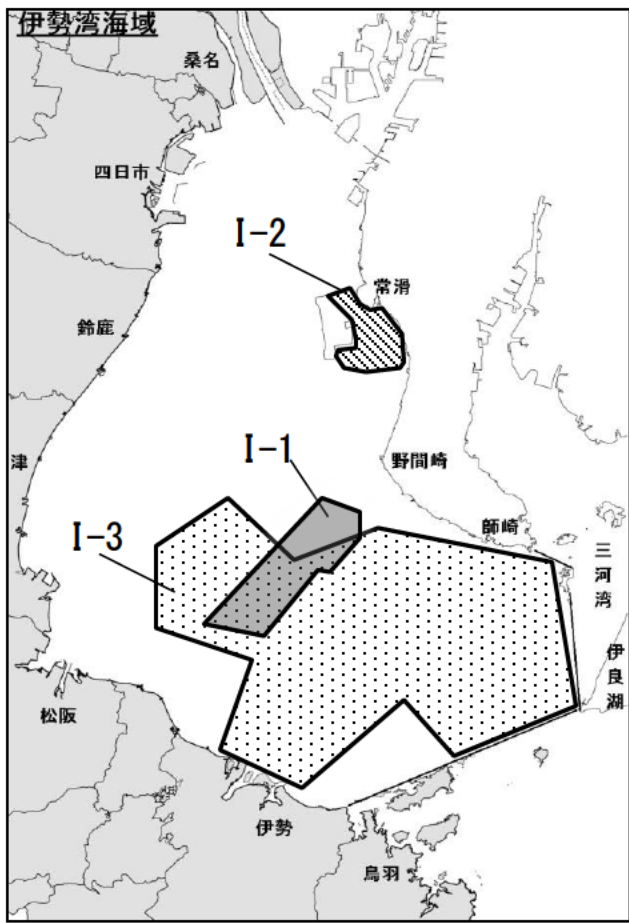 伊勢湾海域
桑名
四日市
I-2
常滑
鈴鹿
I-1
津
野間崎
I-3
師崎
三河湾
伊良湖
松阪
伊勢
鳥羽